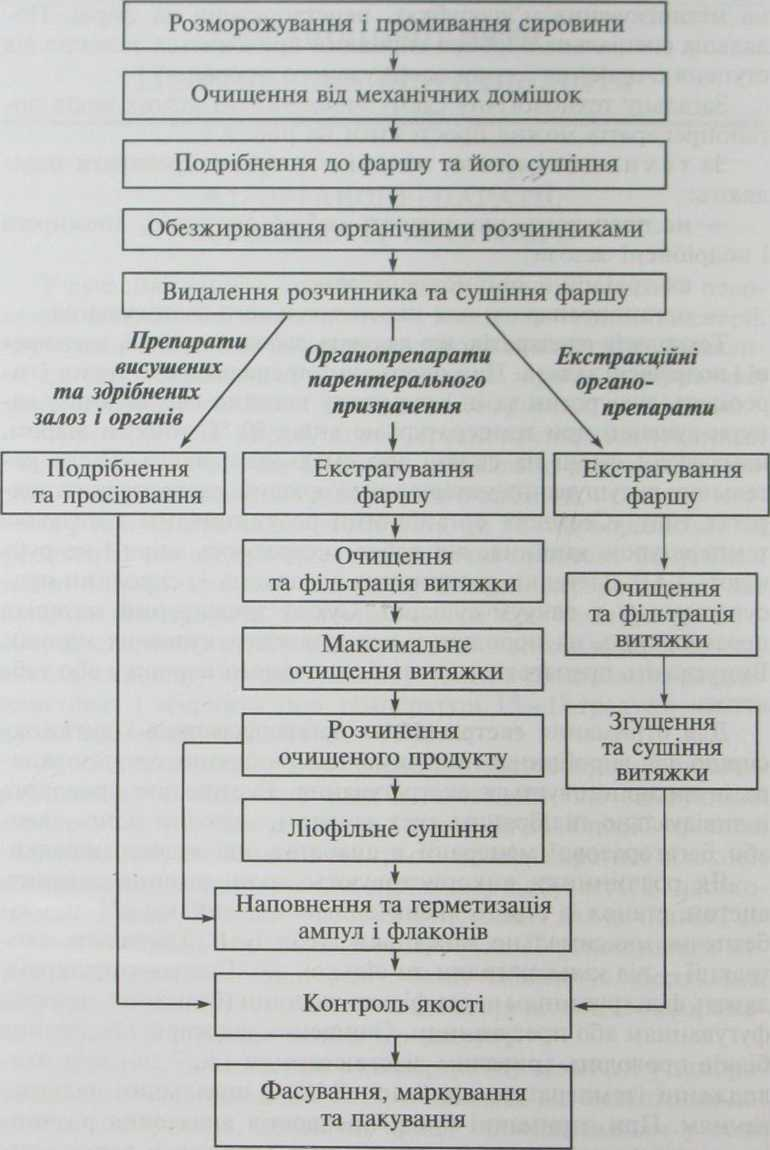 Розморожування і промивання сировини
Очищення від механічних домішок
Подрібнення до фаршу та його сушіння
Обезжирювання органічними розчинниками
Видалення розчинника та сушіння фаршу
Препарати
висушених
та здрібнених
залоз і органів
Органопрепарати
парентерального
призначення
Екстракційні
органо-
препарати
Подрібнення
та просіювання
Екстрагування
фаршу
Екстрагування
фаршу
Очищення
та фільтрація витяжки
Очищення
та фільтрація
витяжки
Максимальне
очищення витяжки
Розчинення
очищеного продукту
Згущення
та сушіння
витяжки
Ліофільне сушіння
Наповнення та герметизація
ампул і флаконів
Контроль якості
Фасування, маркування
та пакування